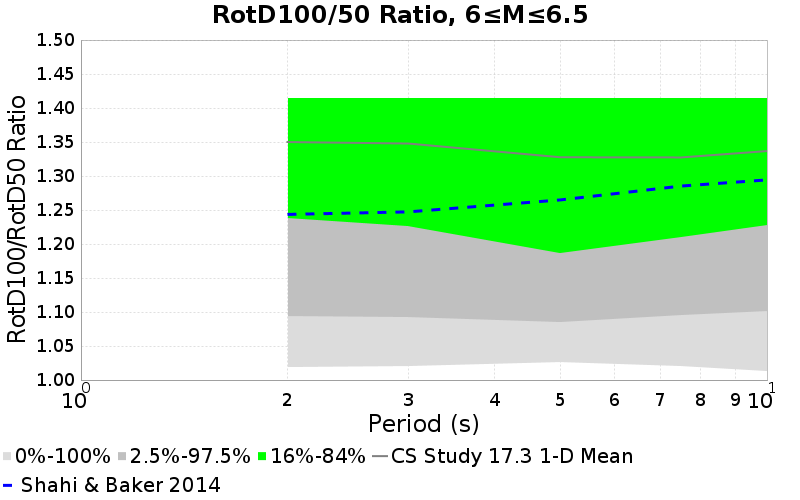 RotD100/50 Ratio, 6≤M≤6.5
RotD100/RotD50 Ratio
1.50
1.45
1.40
1.35
1.30
1.25
1.20
1.15
1.10
1.05
1.00
10^0 2 3 4 5 6 7 8 9 10^1
Period (s)
0%-100% 2.5%-97.5% 16%-84% CS Study 17.3 1-D Mean
Shahi & Baker 2014